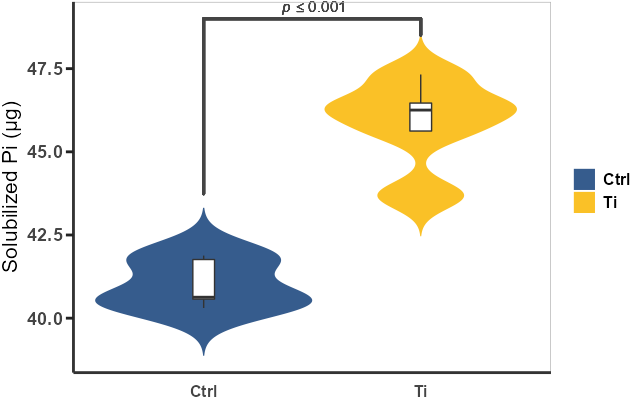 p ≤ 0.001
Solubilized Pi (µg)
47.5
45.0
42.5
40.0
Ctrl
Ti
Ctrl
Ti